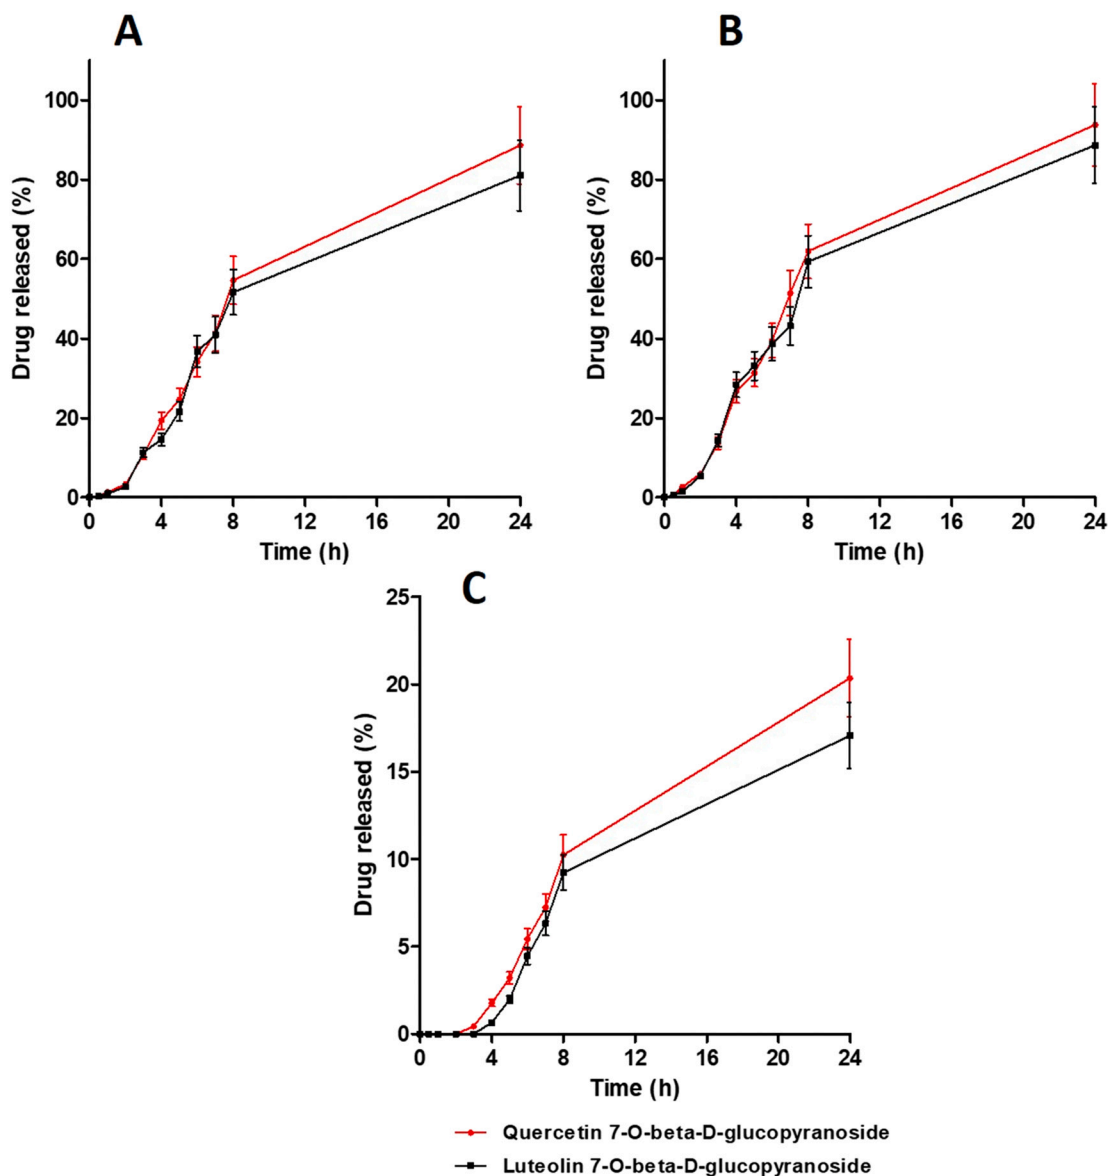 A
B
100
80
60
40
20
0
Drug released (%)
0 4 8 12 16 20 24
Time (h)
100
80
60
40
20
0
Drug released (%)
0 4 8 12 16 20 24
Time (h)
C
25
20
15
10
5
0
Drug released (%)
0 4 8 12 16 20 24
Time (h)
Quercetin 7-O-beta-D-glucopyranoside
Luteolin 7-O-beta-D-glucopyranoside